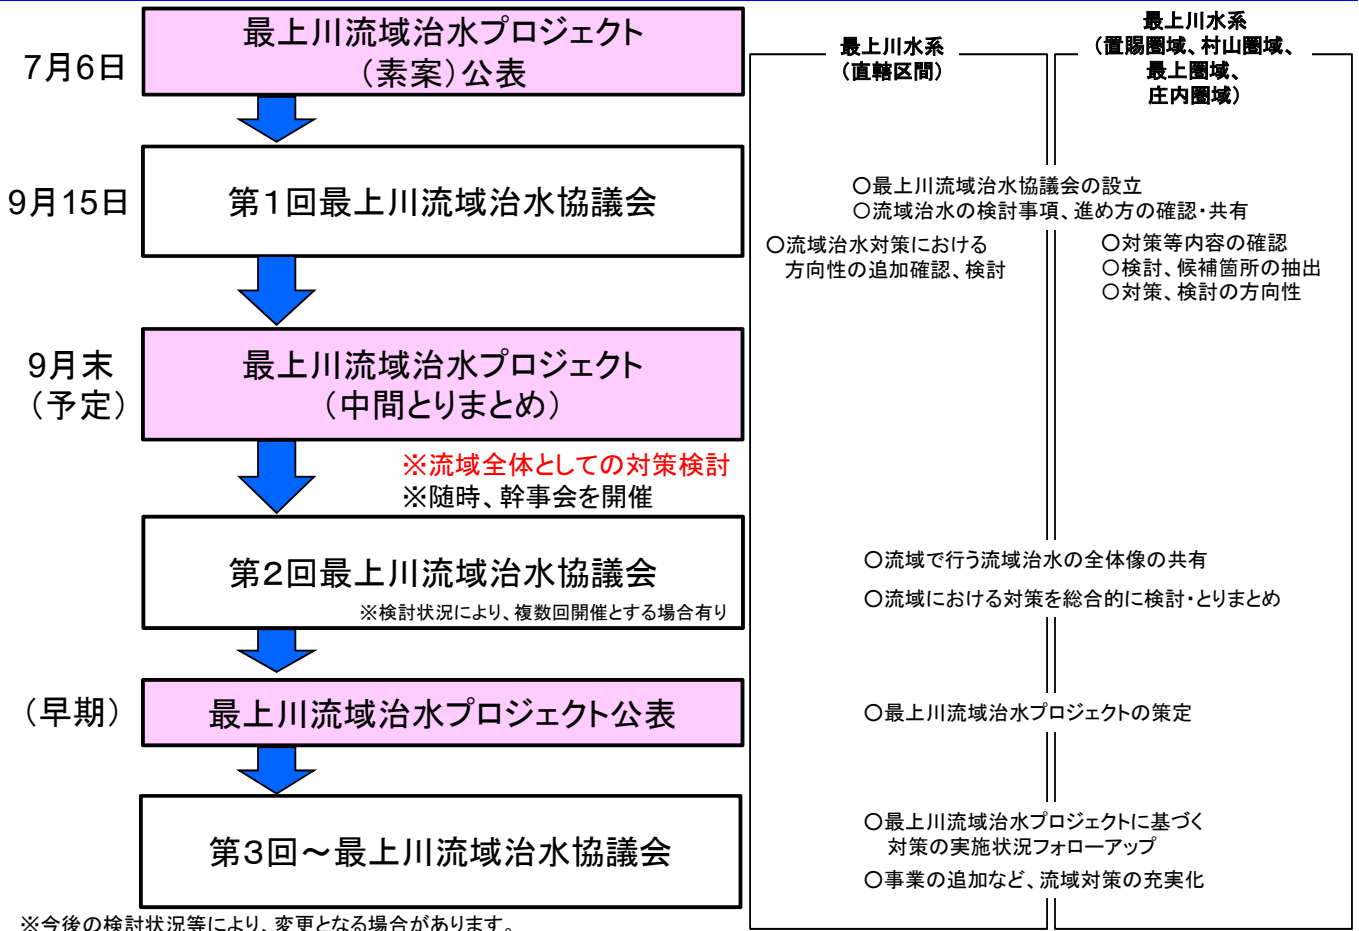 7月6日
最上川流域治水プロジェクト
（素案）公表
9月15日
第1回最上川流域治水協議会
9月末
（予定）
最上川流域治水プロジェクト
（中間とりまとめ）
※流域全体としての対策検討
※随時、幹事会を開催
第2回最上川流域治水協議会
※検討状況により、複数回開催とする場合有り
（早期）
最上川流域治水プロジェクト公表
第3回～最上川流域治水協議会
※今後の検討状況等により、変更となる場合があります。
最上川水系
（直轄区間）
最上川水系
（置賜圏域、村山圏域、
最上圏域、
庄内圏域）
○最上川流域治水協議会の設立
○流域治水の検討事項、進め方の確認・共有
○流域治水対策における
方向性の追加確認、検討
○対策等内容の確認
○検討、候補箇所の抽出
○対策、検討の方向性
○流域で行う流域治水の全体像の共有
○流域における対策を総合的に検討・とりまとめ
○最上川流域治水プロジェクトの策定
○最上川流域治水プロジェクトに基づく
対策の実施状況フォローアップ
○事業の追加など、流域対策の充実化